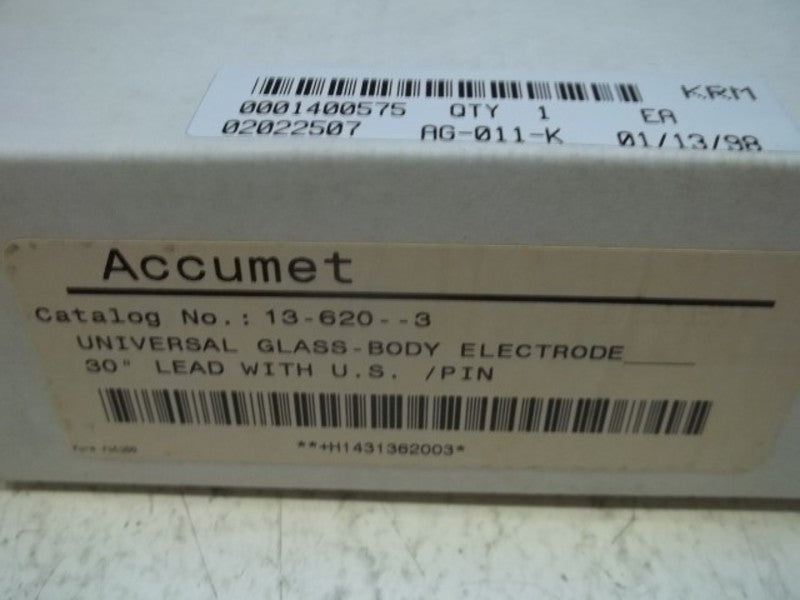 KRM
0001400575 QTY 1 EA
02022507 AG-011-K 01/13/98
Accumet
Catalog No.: 13-620--3
UNIVERSAL GLASS-BODY ELECTRODE_____
30" LEAD WITH U.S. /PIN
**+H1431362003*